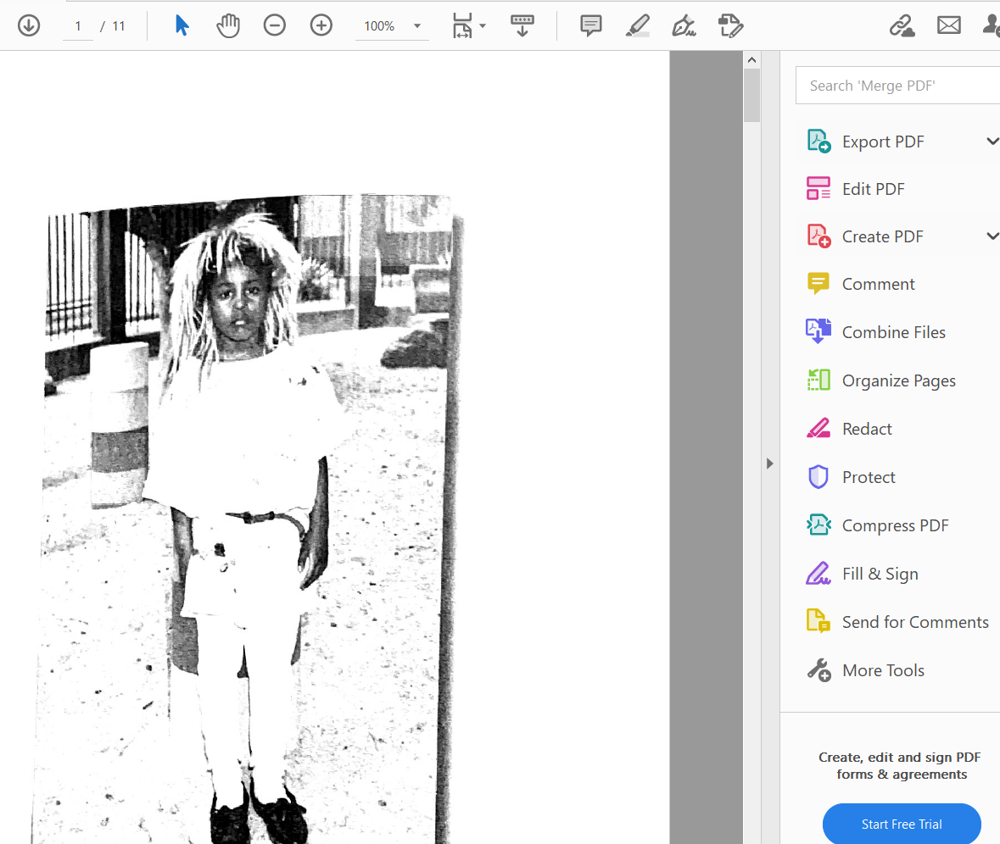 1 / 11
100%
Search 'Merge PDF'
Export PDF
Edit PDF
Create PDF
Comment
Combine Files
Organize Pages
Redact
Protect
Compress PDF
Fill & Sign
Send for Comments
More Tools
Create, edit and sign PDF
forms & agreements
Start Free Trial